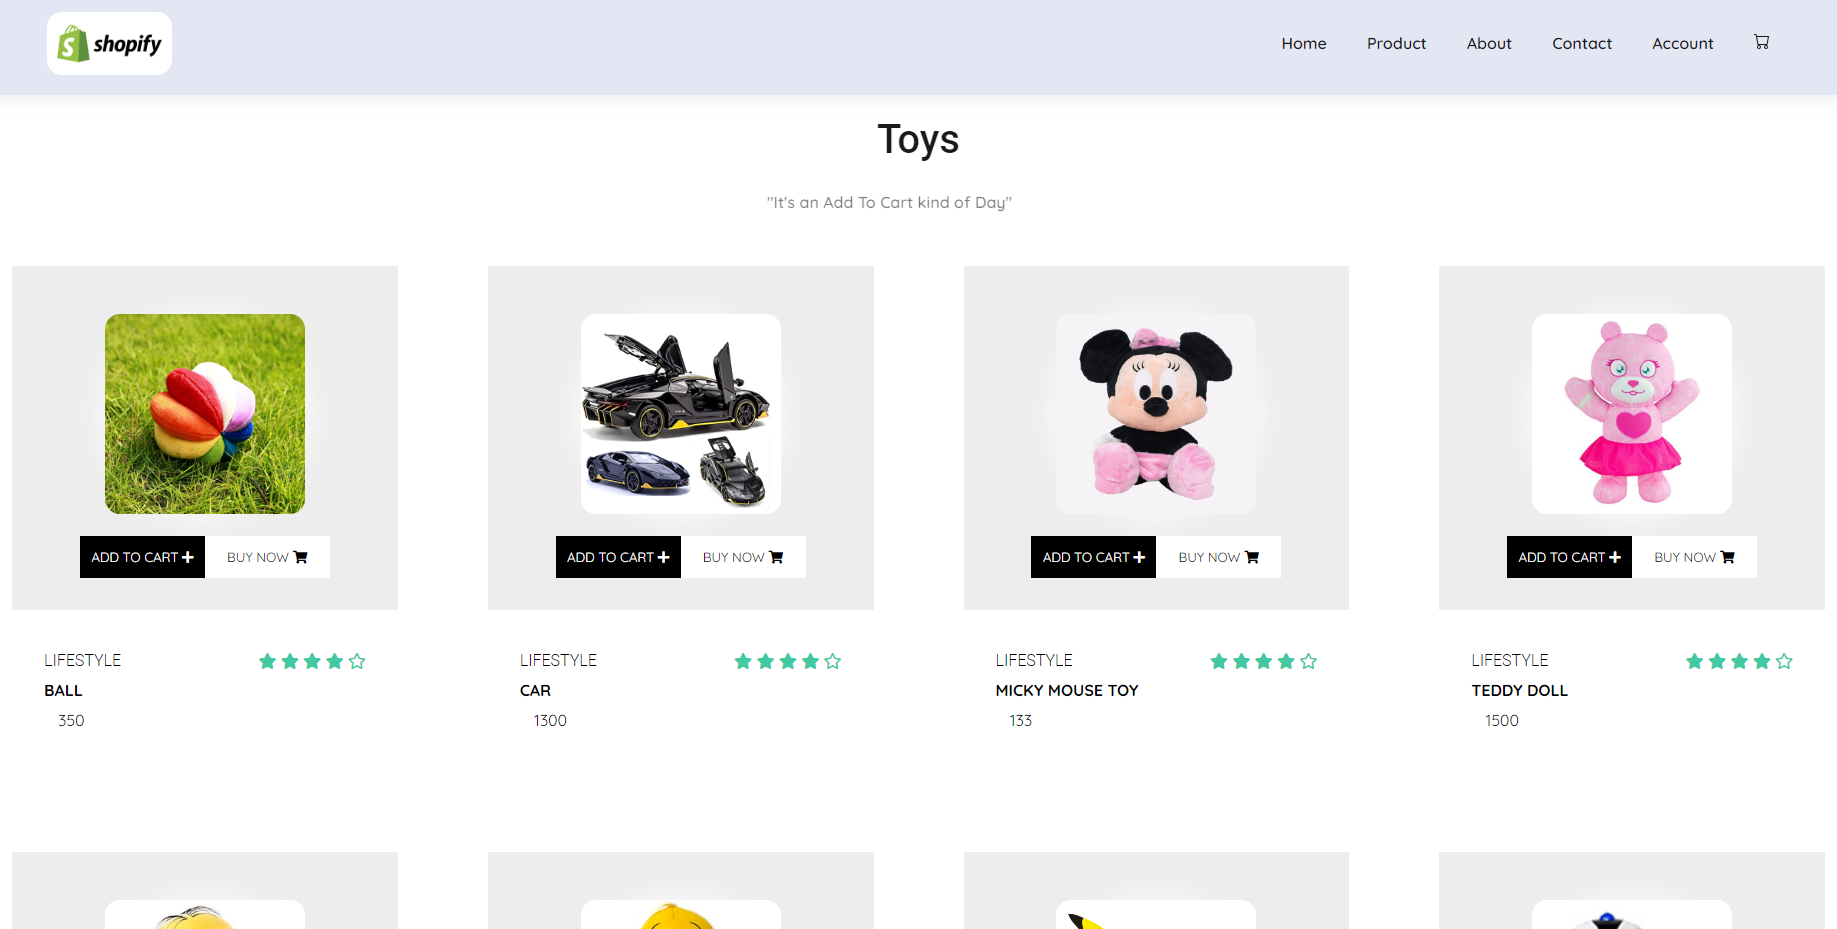 shopify
Home Product About Contact Account
Toys
"It's an Add To Cart kind of Day"
ADD TO CART BUY NOW ADD TO CART BUY NOW ADD TO CART BUY NOW ADD TO CART BUY NOW
LIFESTYLE LIFESTYLE LIFESTYLE LIFESTYLE
BALL CAR MICKY MOUSE TOY TEDDY DOLL
350 1300 133 1500